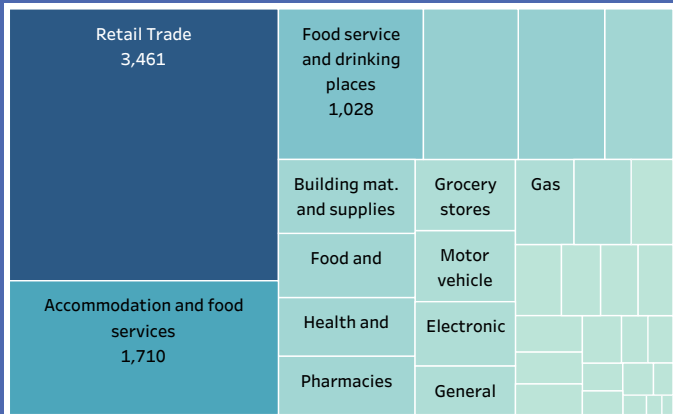 Retail Trade
3,461
Accommodation and food
services
1,710
Food service
and drinking
places
1,028
Building mat.
and supplies
Food and
Health and
Pharmacies
Grocery
stores
Motor
vehicle
Electronic
General
Gas